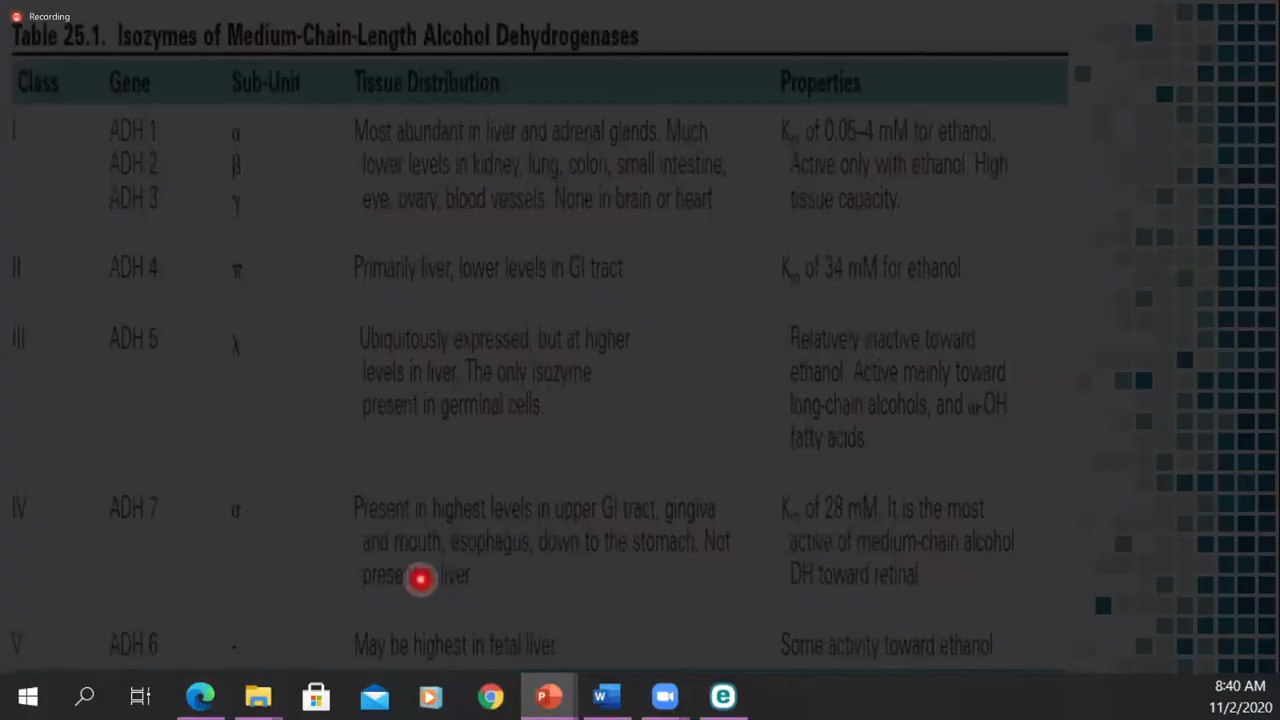 Recording
Table 25.1. Isozymes of Medium-Chain-Length Alcohol Dehydrogenases
Class Gene Sub-Unit Tissue Distribution Properties
I ADH 1 α Most abundant in liver and adrenal glands. Much Km of 0.05–4 mM for ethanol.
ADH 2 β lower levels in kidney, lung, colon, small intestine, Active only with ethanol. High
ADH 3 γ eye, ovary, blood vessels. None in brain or heart tissue capacity.
II ADH 4 π Primarily liver, lower levels in GI tract Km of 34 mM for ethanol.
III ADH 5 χ Ubiquitously expressed, but at higher Relatively inactive toward
levels in liver. The only isozyme ethanol. Active mainly toward
present in germinal cells. long-chain alcohols, and ω-OH
fatty acids
IV ADH 7 σ Present in highest levels in upper GI tract, gingiva Km of 28 mM. It is the most
and mouth, esophagus, down to the stomach. Not active of medium-chain alcohol
liver DH toward retinal
V ADH 6 - May be highest in fetal liver Some activity toward ethanol
8:40 AM
11/2/2020